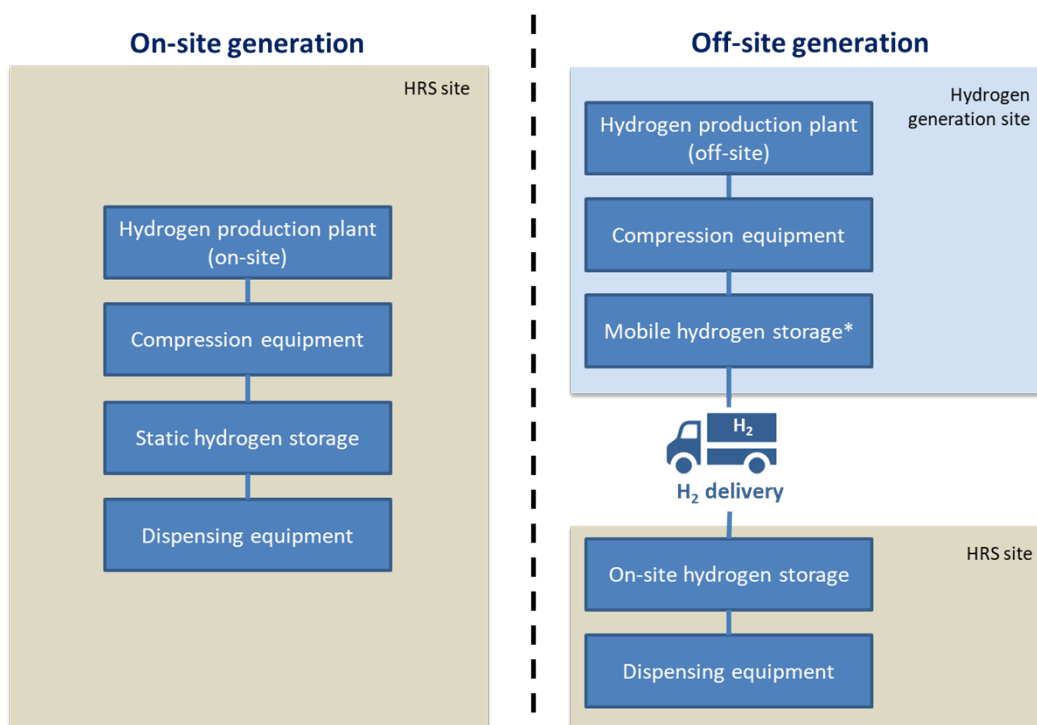 On-site generation
HRS site
Hydrogen production plant
(on-site)
Compression equipment
Static hydrogen storage
Dispensing equipment
Off-site generation
Hydrogen
generation site
Hydrogen production plant
(off-site)
Compression equipment
Mobile hydrogen storage*
H₂
H₂ delivery
HRS site
On-site hydrogen storage
Dispensing equipment